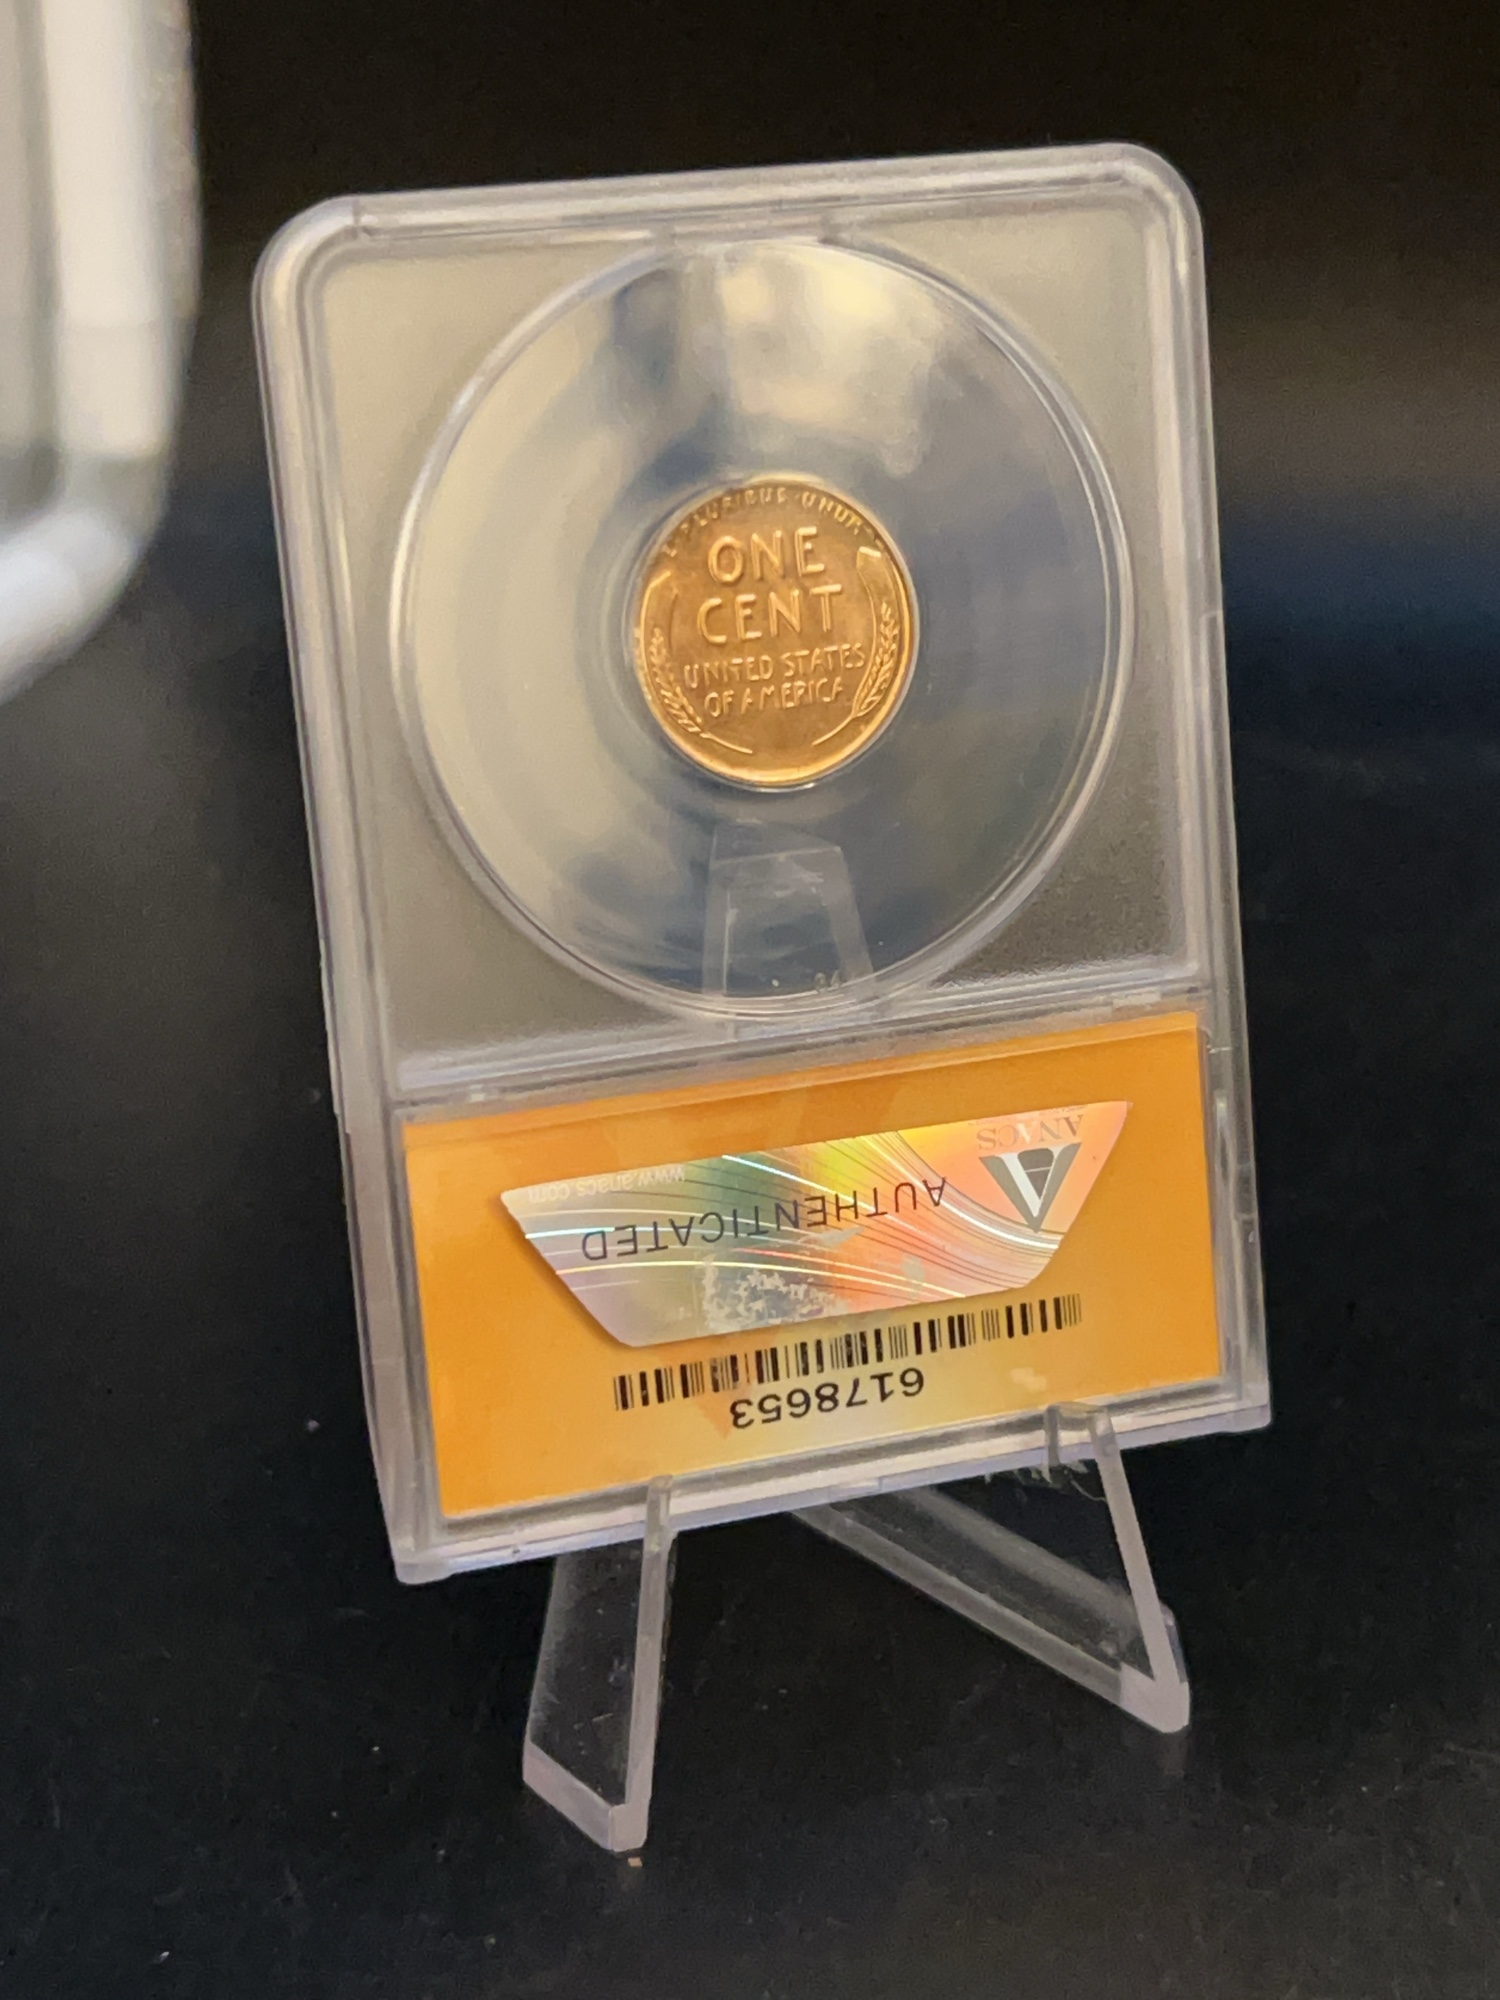 E·PLURIBUS·UNUM
ONE
CENT
UNITED STATES
OF AMERICA
6178653
AUTHENTICATED
www.anacs.com
ANACS